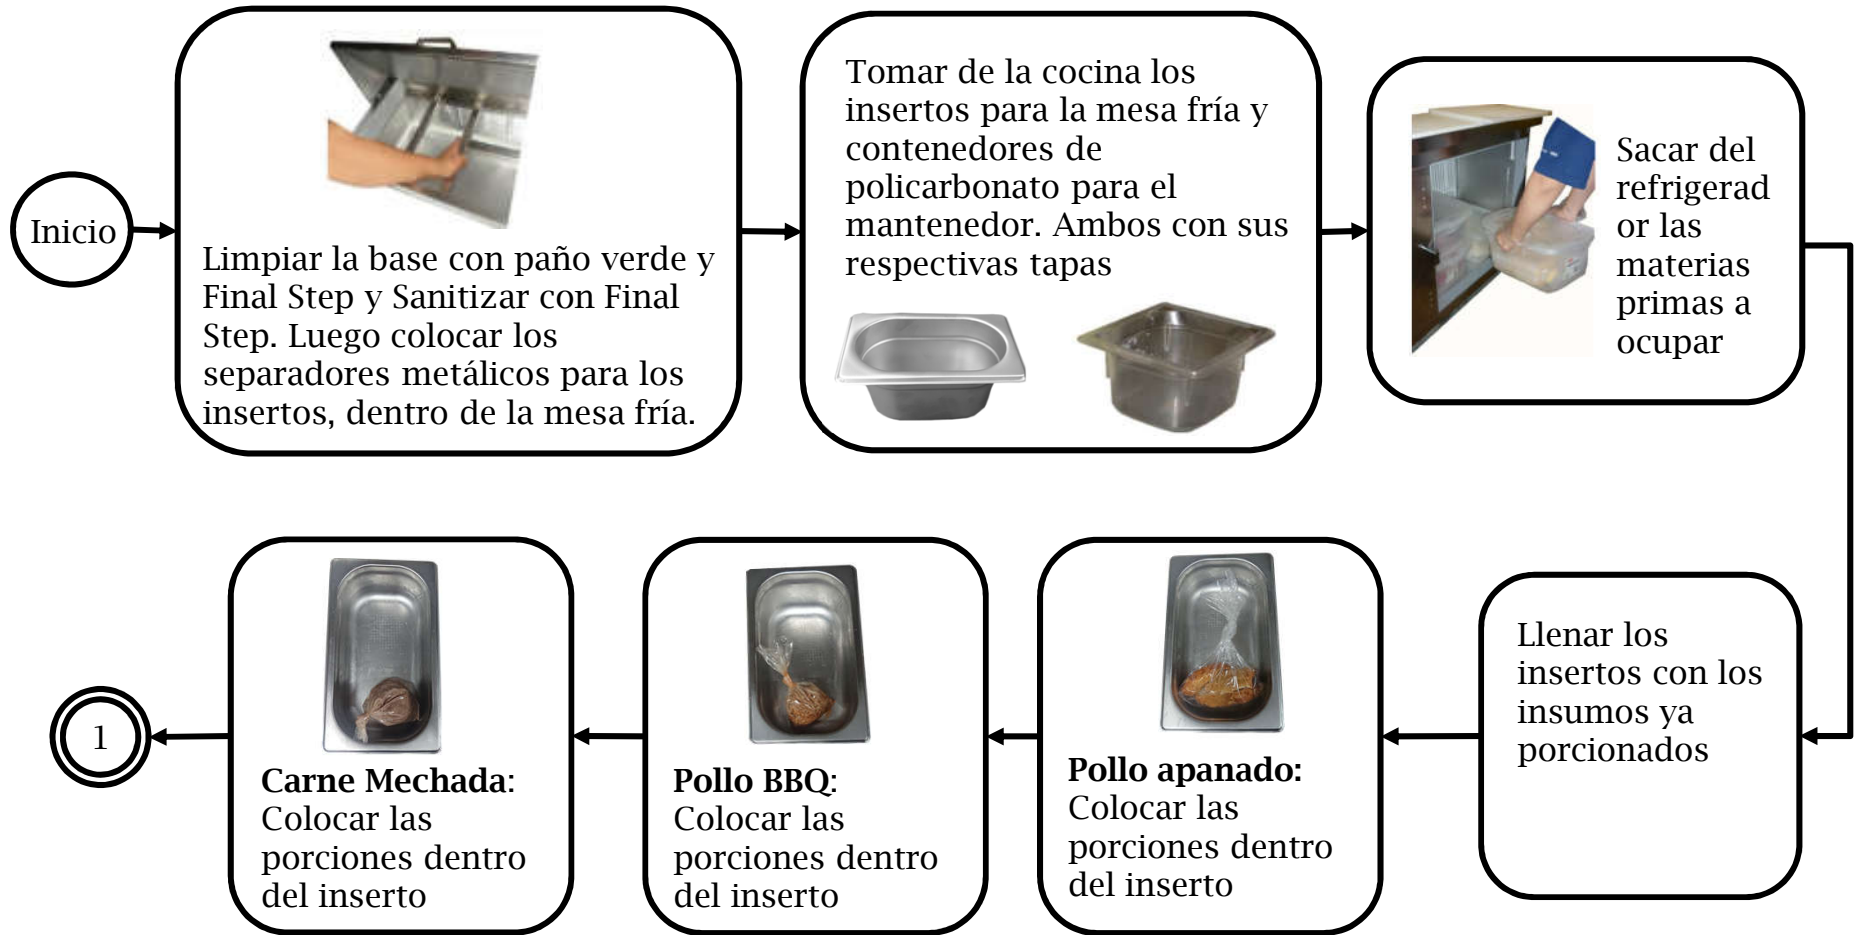 Inicio
Limpiar la base con paño verde y
Final Step y Sanitizar con Final
Step. Luego colocar los
separadores metálicos para los
insertos, dentro de la mesa fría.
Tomar de la cocina los
insertos para la mesa fría y
contenedores de
policarbonato para el
mantenedor. Ambos con sus
respectivas tapas
Sacar del
refrigerad
or las
materias
primas a
ocupar
Llenar los
insertos con los
insumos ya
porcionados
Pollo apanado:
Colocar las
porciones dentro
del inserto
Pollo BBQ:
Colocar las
porciones dentro
del inserto
Carne Mechada:
Colocar las
porciones dentro
del inserto
1